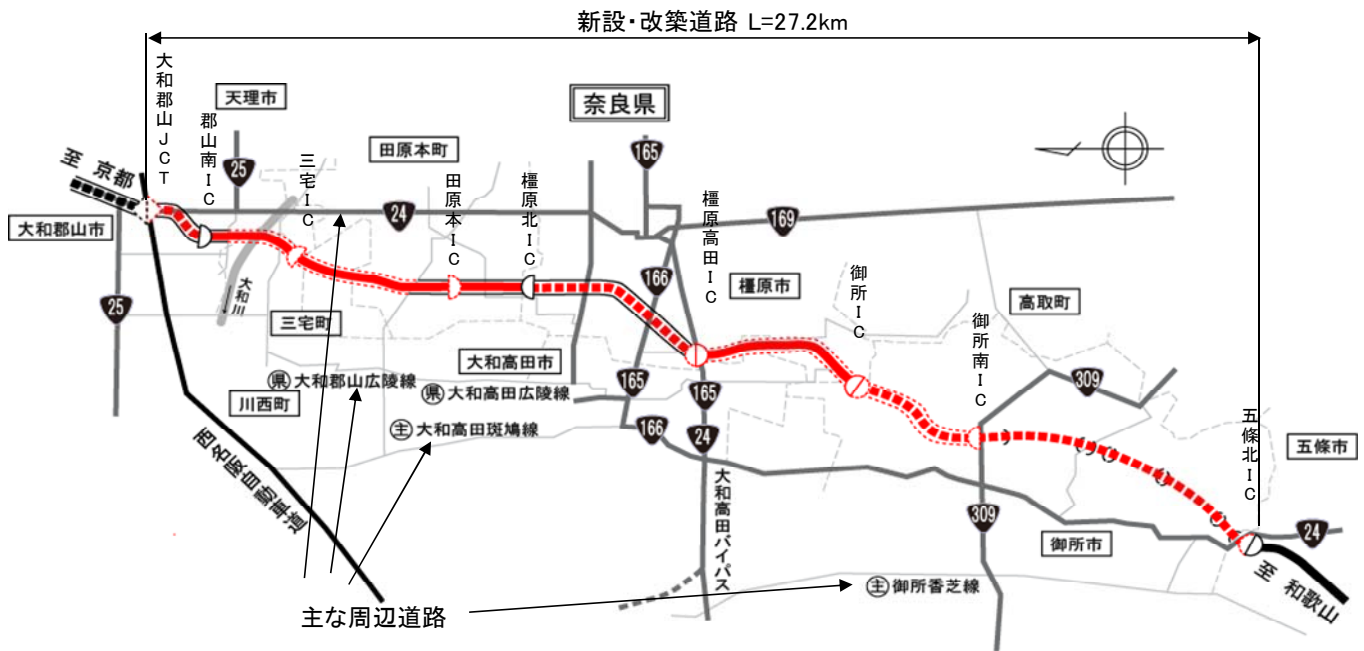 新設・改築道路 L=27.2km
大和郡山JCT
郡山南IC
天理市
三宅IC
田原本町
田原本IC
橿原北IC
奈良県
橿原高田IC
御所IC
御所南IC
五條北IC
至 京都
25
24
165
169
大和郡山市
25
大和川
三宅町
166
橿原市
高取町
大和高田市
県 大和郡山広陵線
県 大和高田広陵線
川西町
主 大和高田斑鳩線
165
165
166
24
309
五條市
西名阪自動車道
大和高田バイパス
309
御所市
24
主な周辺道路
主 御所香芝線
至 和歌山